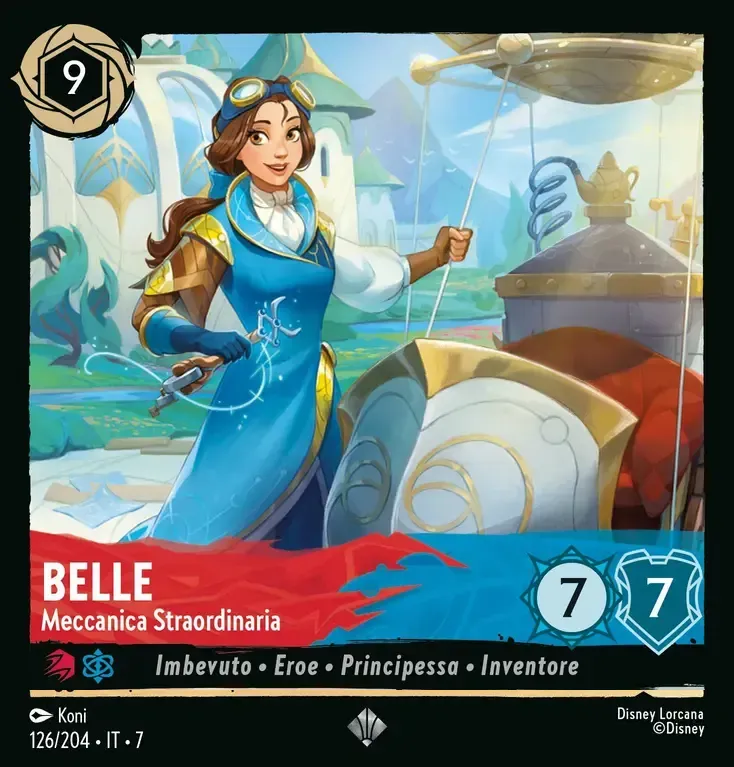 9
BELLE
Meccanica Straordinaria
7
7
Imbevuto • Eroe • Principessa • Inventore
Koni
126/204 • IT • 7
Disney Lorcana
©Disney